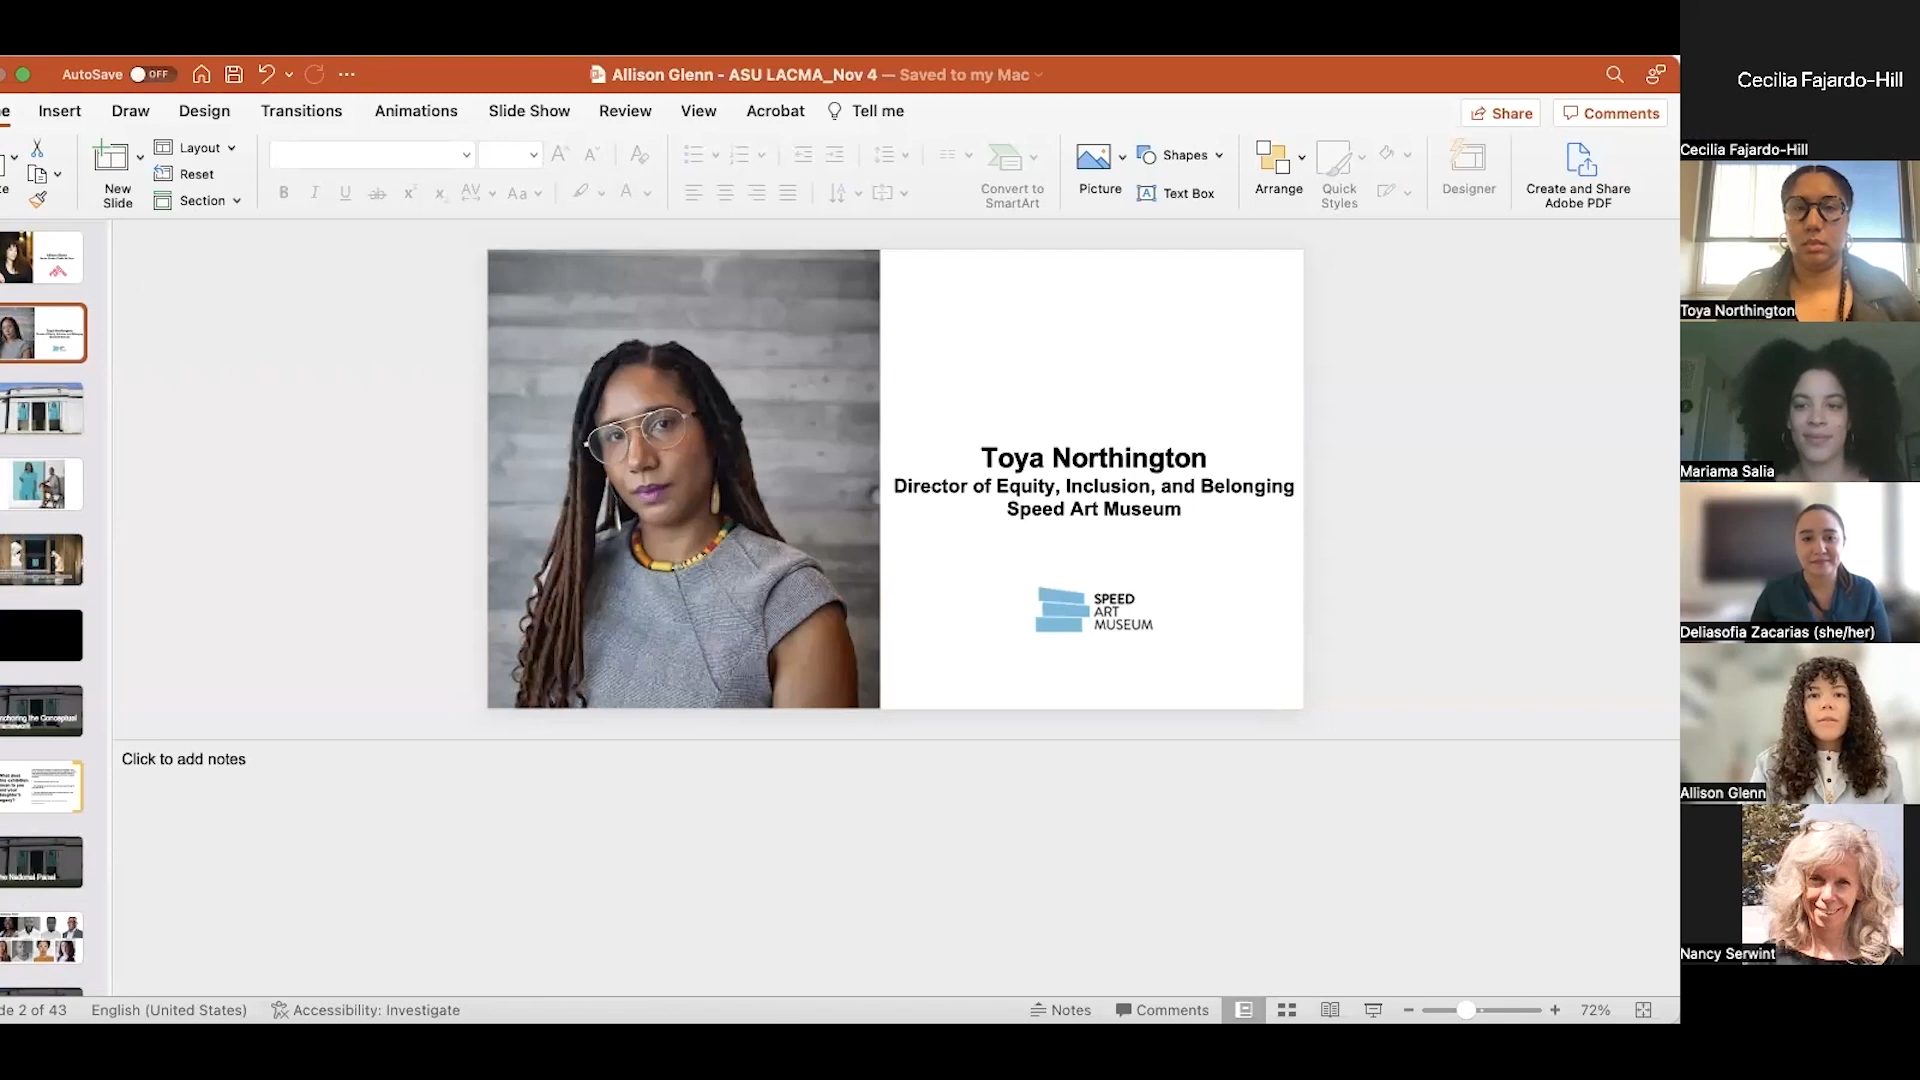 AutoSave OFF
Allison Glenn - ASU LACMA_Nov 4 — Saved to my Mac
Insert Draw Design Transitions Animations Slide Show Review View Acrobat Tell me
Share Comments
New Slide
Layout
Reset
Section
B I U ab X X AV Aa A
Convert to SmartArt
Picture
Shapes
Text Box
Arrange
Quick Styles
Designer
Create and Share Adobe PDF
Toya Northington
Director of Equity, Inclusion, and Belonging
Speed Art Museum
SPEED
ART
MUSEUM
Click to add notes
de 2 of 43 English (United States) Accessibility: Investigate
Notes Comments 72%
Cecilia Fajardo-Hill
Cecilia Fajardo-Hill
Toya Northington
Mariama Salia
Deliasofia Zacarias (she/her)
Allison Glenn
Nancy Serwint